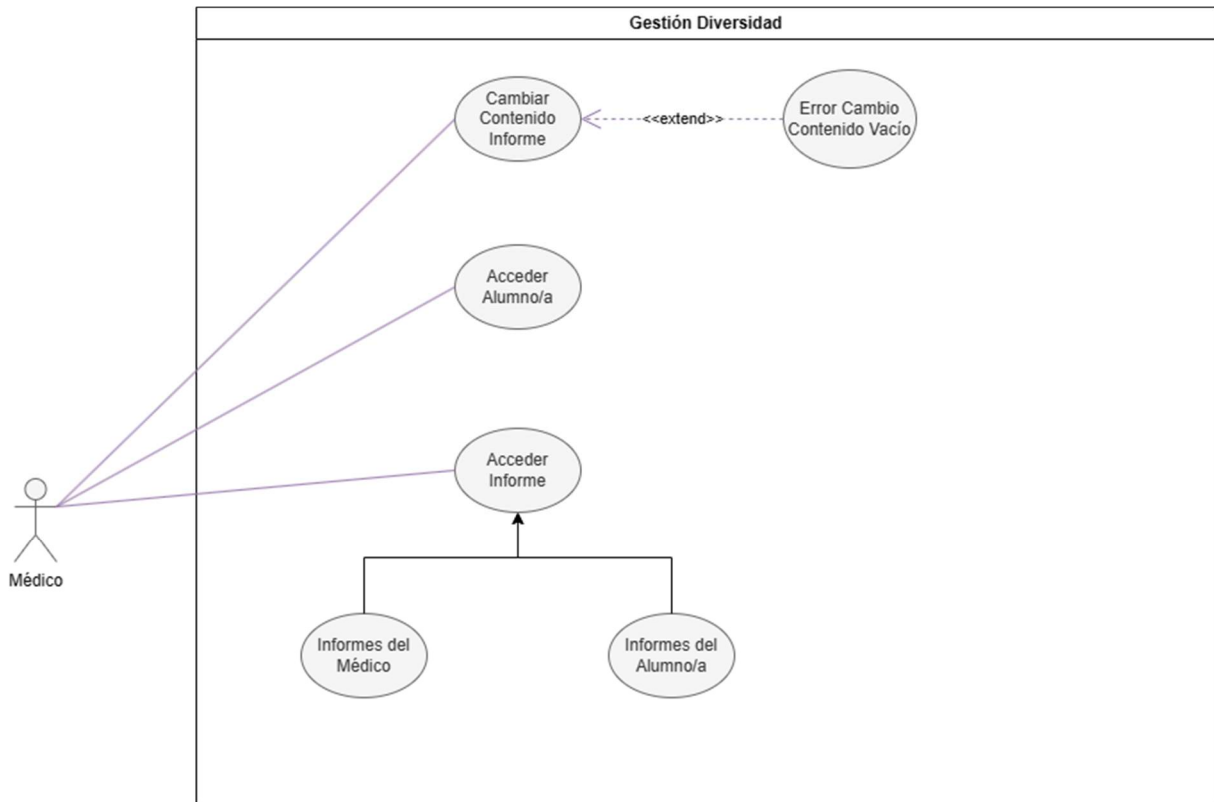 Gestión Diversidad
Cambiar
Contenido
Informe
<<extend>>
Error Cambio
Contenido Vacío
Acceder
Alumno/a
Acceder
Informe
Médico
Informes del
Médico
Informes del
Alumno/a